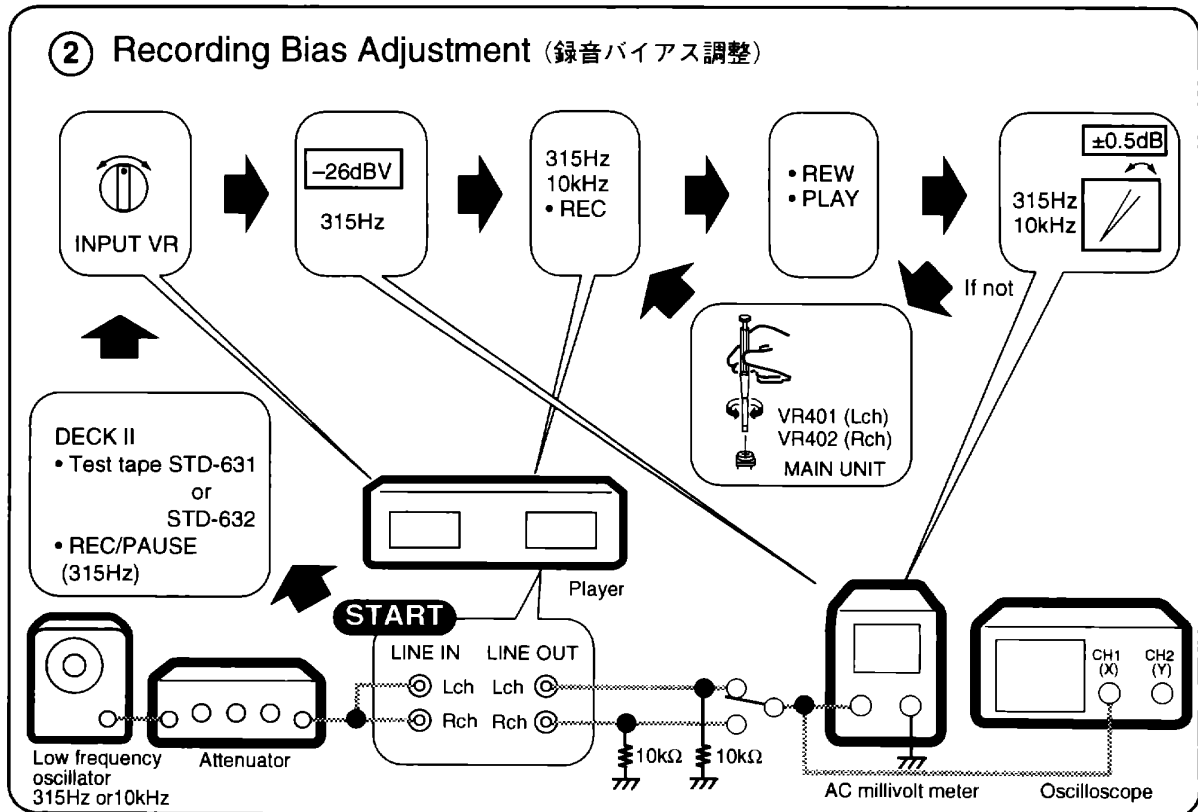 ② Recording Bias Adjustment (録音バイアス調整)
INPUT VR
–26dBV
315Hz
315Hz
10kHz
• REC
• REW
• PLAY
±0.5dB
315Hz
10kHz
If not
VR401 (Lch)
VR402 (Rch)
MAIN UNIT
DECK II
• Test tape STD-631
or
STD-632
• REC/PAUSE
(315Hz)
Player
START
LINE IN LINE OUT
Lch Lch
Rch Rch
10kΩ 10kΩ
CH1
(X)
CH2
(Y)
Low frequency
oscillator
315Hz or10kHz
Attenuator
AC millivolt meter
Oscilloscope